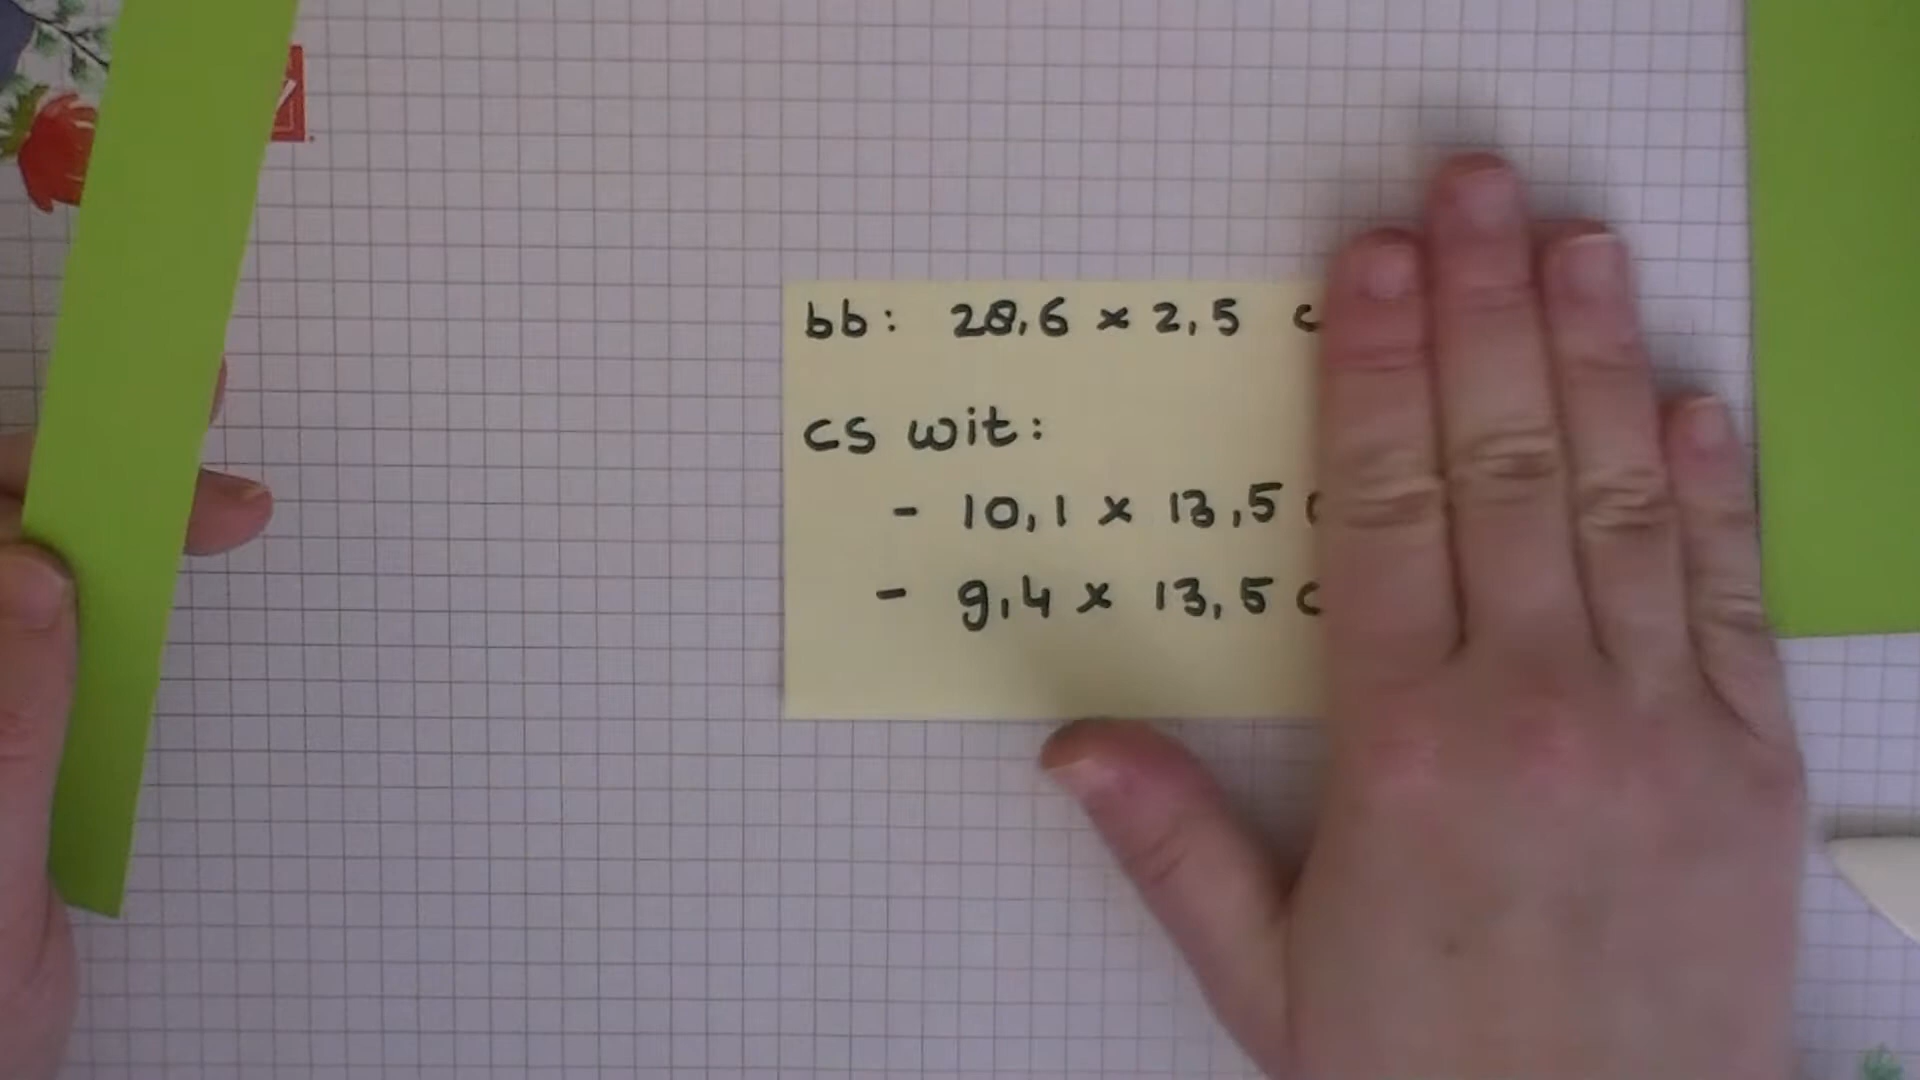 bb: 28,6 x 2,5 c
cs wit:
- 10,1 x 13,5 c
- 9,4 x 13,5 c